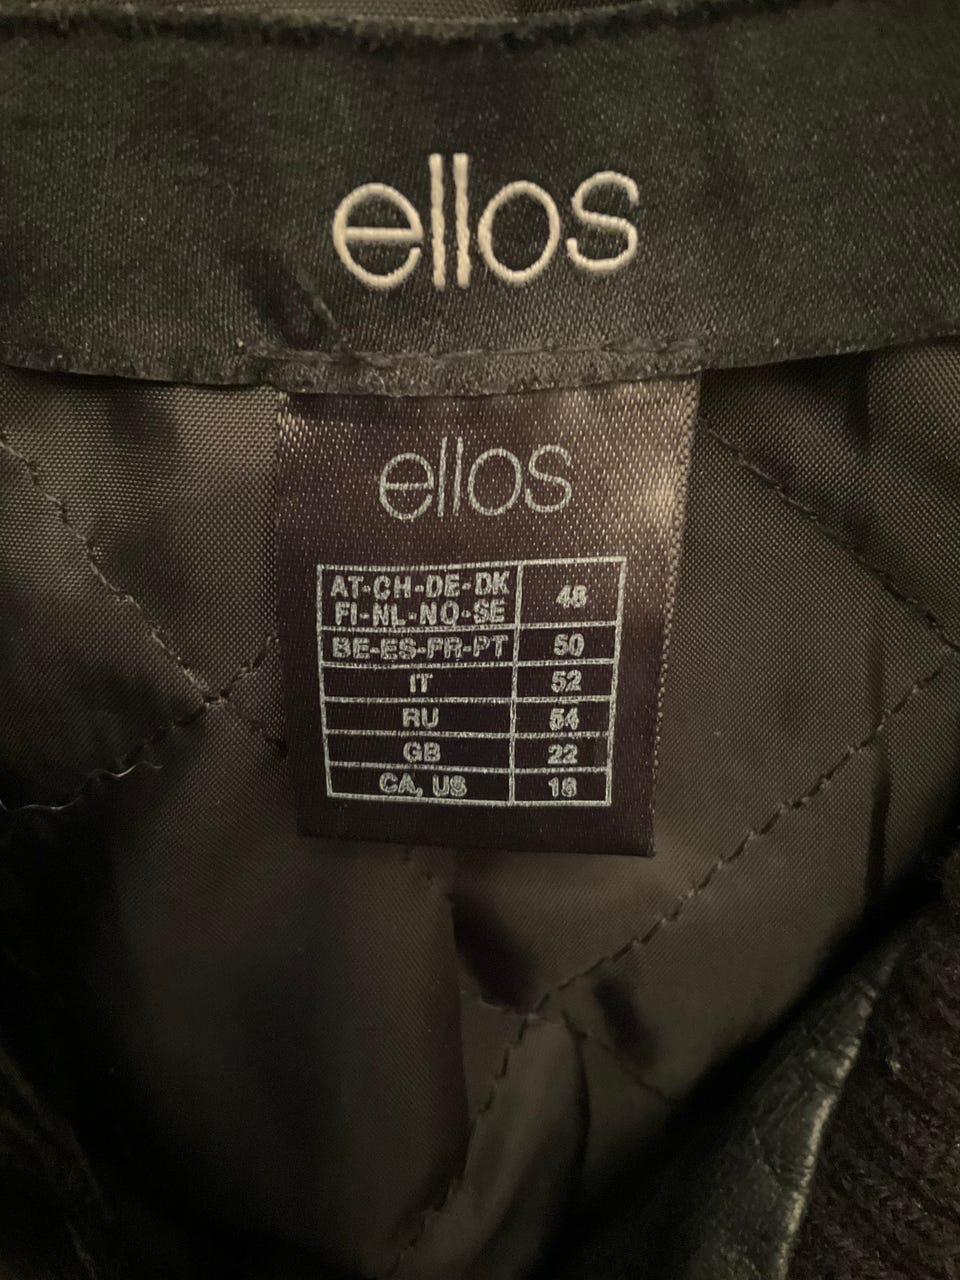 ellos
ellos
AT-CH-DE-DK
FI-NL-NO-SE 48
BE-ES-FR-PT 50
IT 52
RU 54
GB 22
CA, US 18